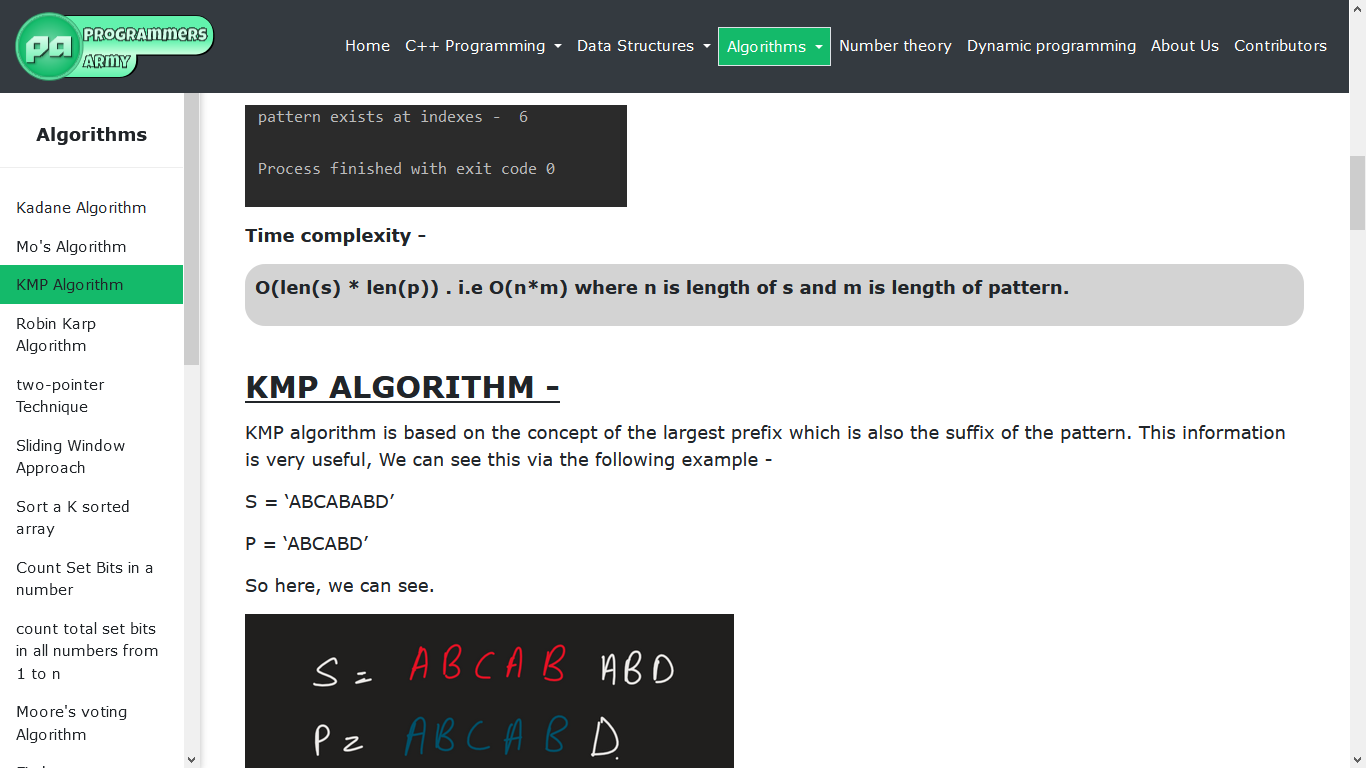 PROGRAMMERS
pa
ARMY
Home C++ Programming Data Structures Algorithms Number theory Dynamic programming About Us Contributors
Algorithms
Kadane Algorithm
Mo's Algorithm
KMP Algorithm
Robin Karp
Algorithm
two-pointer
Technique
Sliding Window
Approach
Sort a K sorted
array
Count Set Bits in a
number
count total set bits
in all numbers from
1 to n
Moore's voting
Algorithm
pattern exists at indexes -  6
Process finished with exit code 0
Time complexity -
O(len(s) * len(p)) . i.e O(n*m) where n is length of s and m is length of pattern.
KMP ALGORITHM -
KMP algorithm is based on the concept of the largest prefix which is also the suffix of the pattern. This information
is very useful, We can see this via the following example -
S = ‘ABCABABD’
P = ‘ABCABD’
So here, we can see.
S = ABCAB ABD
P = ABCAB D